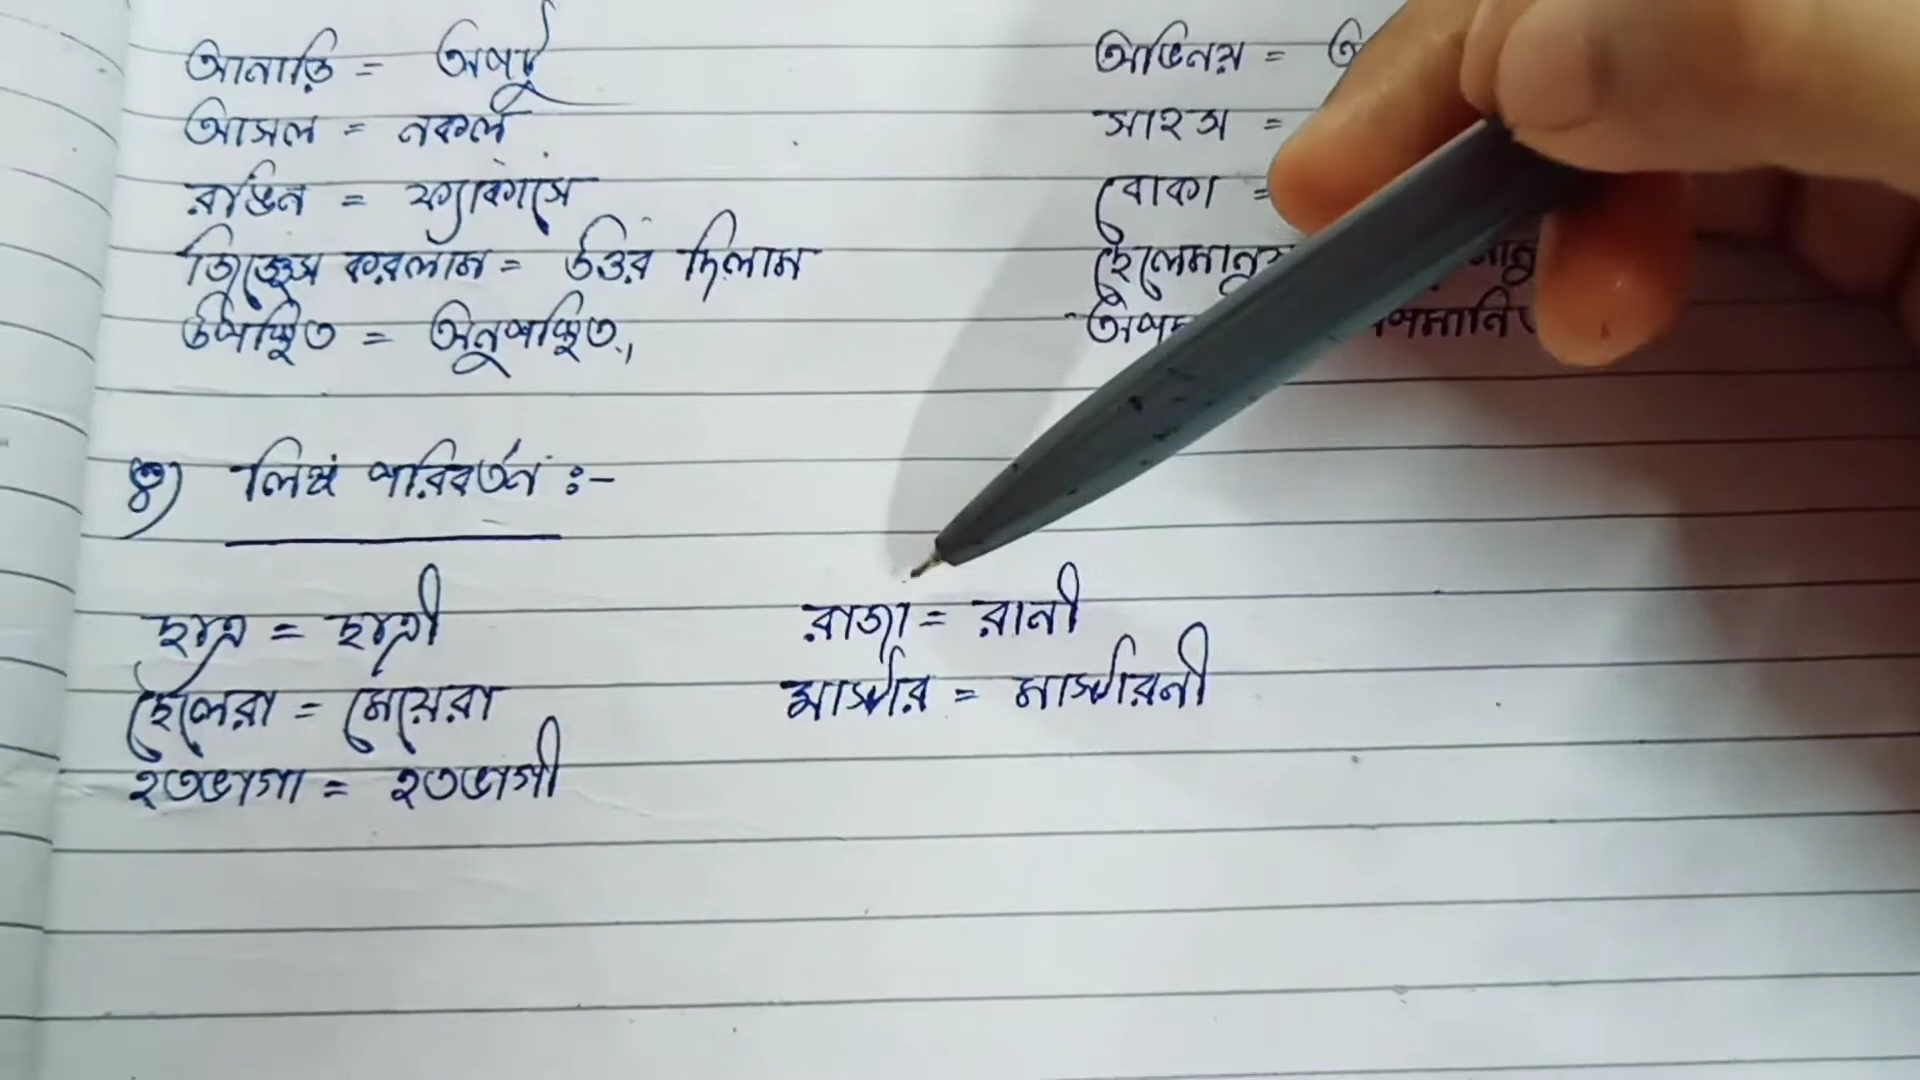 আনাড়ি = অপটু
আসল = নকল
রঙিন = ফ্যাকাসে
জিজ্ঞেস করলাম = উত্তর দিলাম
উপস্থিত = অনুপস্থিত,
অভিনয় =
সাহস =
বোকা =
ছেলেমানুষ
৪) লিঙ্গ পরিবর্তন :-
ছাত্র = ছাত্রী
ছেলেরা = মেয়েরা
হতভাগা = হতভাগী
রাজা = রানী
মাস্টার = মাস্টারনী